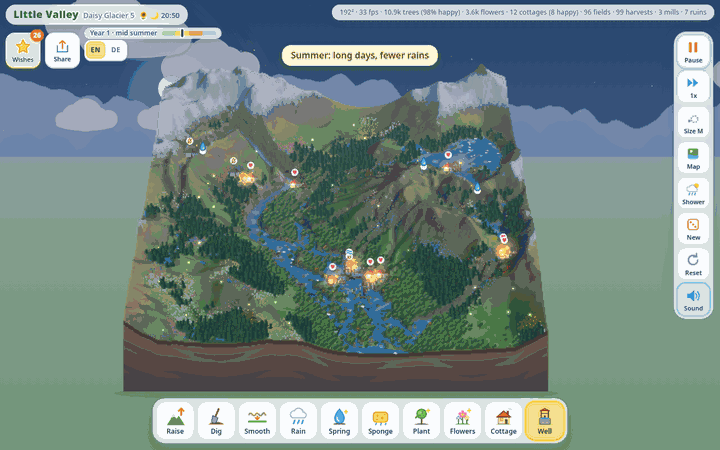 Little Valley Daisy Glacier 5 20:50
192² · 33 fps · 10.9k trees (98% happy) · 3.6k flowers · 12 cottages (8 happy) · 96 fields · 99 harvests · 3 mills · 7 ruins
Year 1 · mid summer
26
Wishes
Share
EN DE
Summer: long days, fewer rains
Pause
1x
Size M
Map
Shower
New
Reset
Sound
Raise Dig Smooth Rain Spring Sponge Plant Flowers Cottage Well